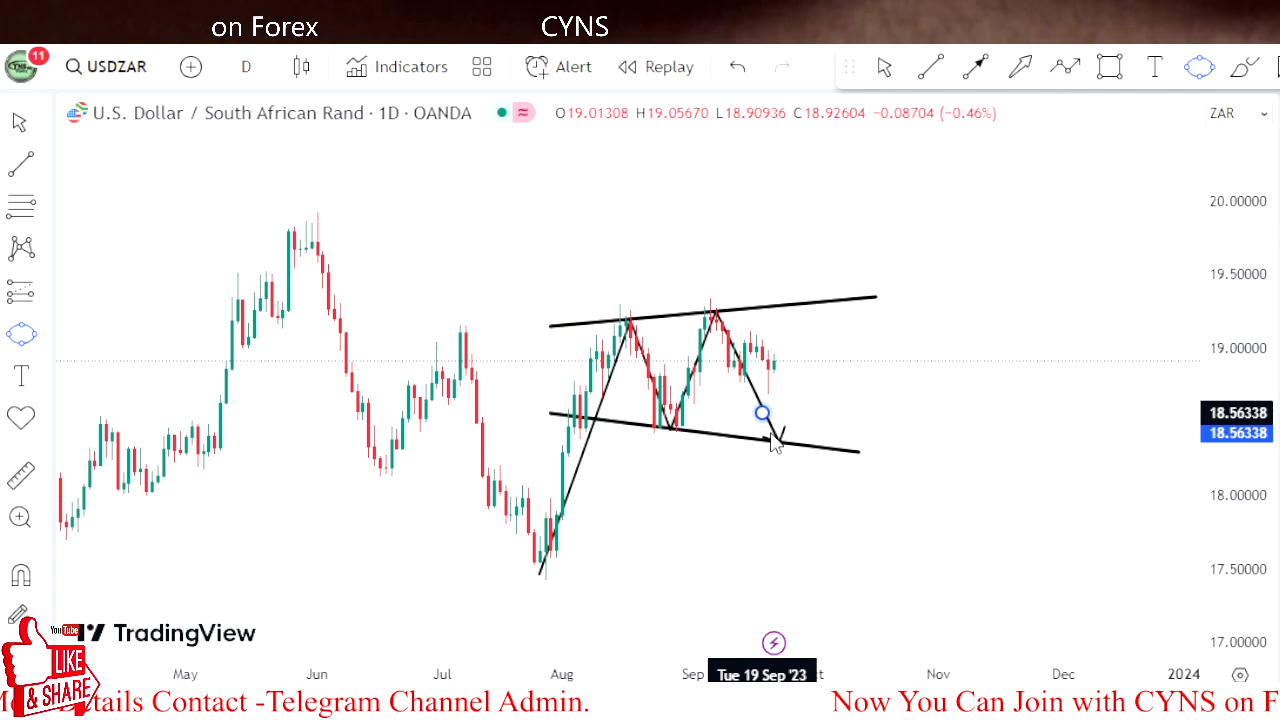 on Forex CYNS
11
USDZAR D Indicators Alert Replay
U.S. Dollar / South African Rand · 1D · OANDA O19.01308 H19.05670 L18.90936 C18.92604 −0.08704 (−0.46%) ZAR
20.00000
19.50000
19.00000
18.56338
18.56338
18.00000
17.50000
17.00000
TradingView
YouTube
LIKE
& SHARE
May Jun Jul Aug Sep Tue 19 Sep '23 Nov Dec 2024
Details Contact -Telegram Channel Admin. Now You Can Join with CYNS on F